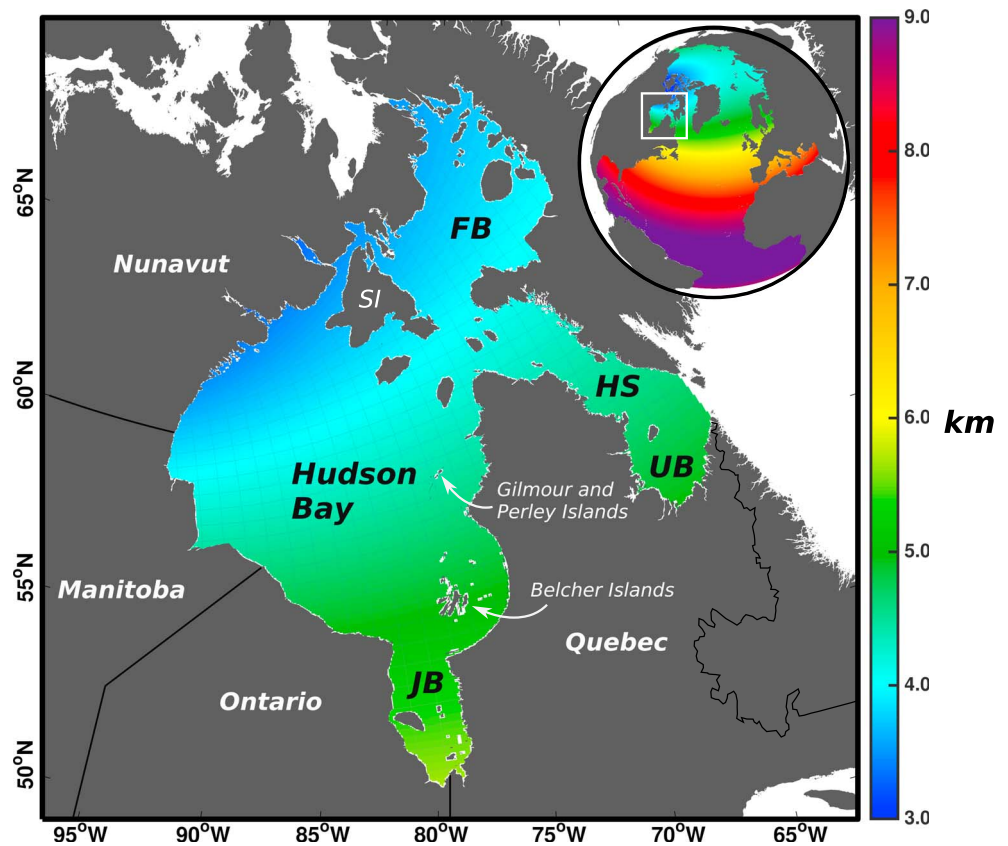 9.0
8.0
7.0
6.0
5.0
4.0
3.0
km
65°N
60°N
55°N
50°N
95°W
90°W
85°W
80°W
75°W
70°W
65°W
FB
Nunavut
SI
HS
UB
Hudson
Bay
Gilmour and
Perley Islands
Manitoba
Belcher Islands
Quebec
JB
Ontario